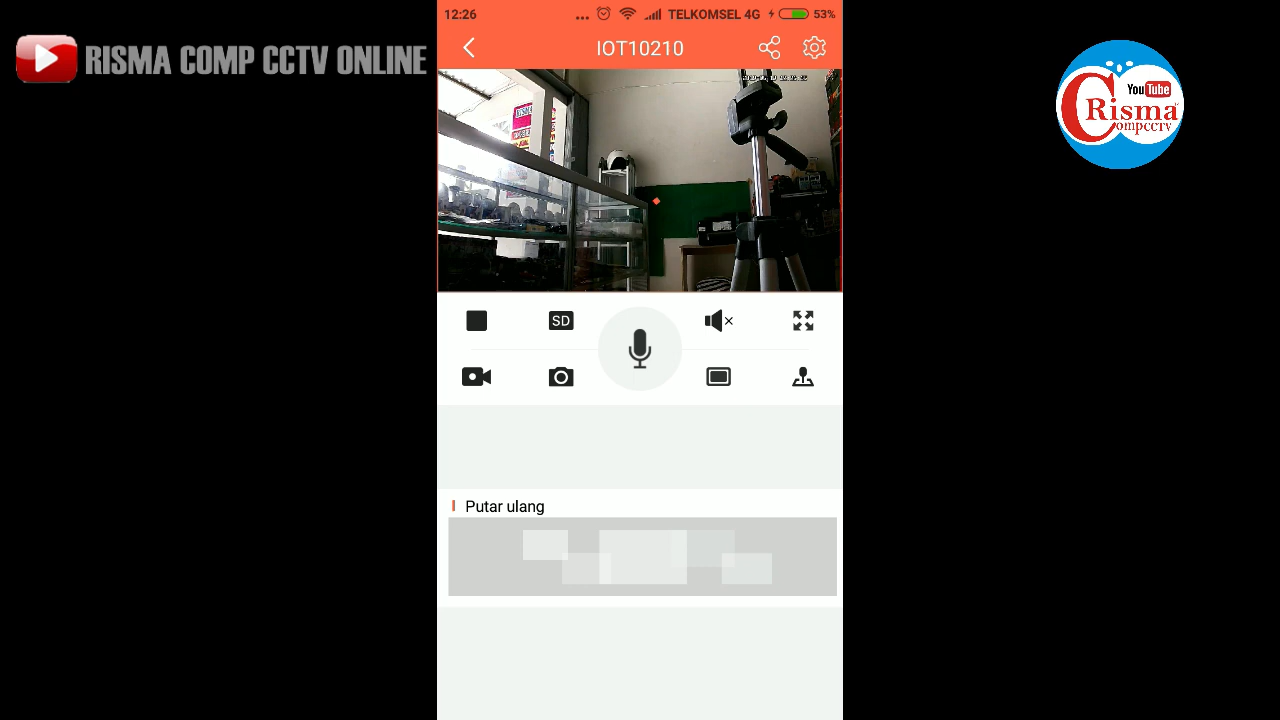 12:26
... TELKOMSEL 4G 53%
RISMA COMP CCTV ONLINE
IOT10210
YouTube
Risma
Compcctv
SD
Putar ulang